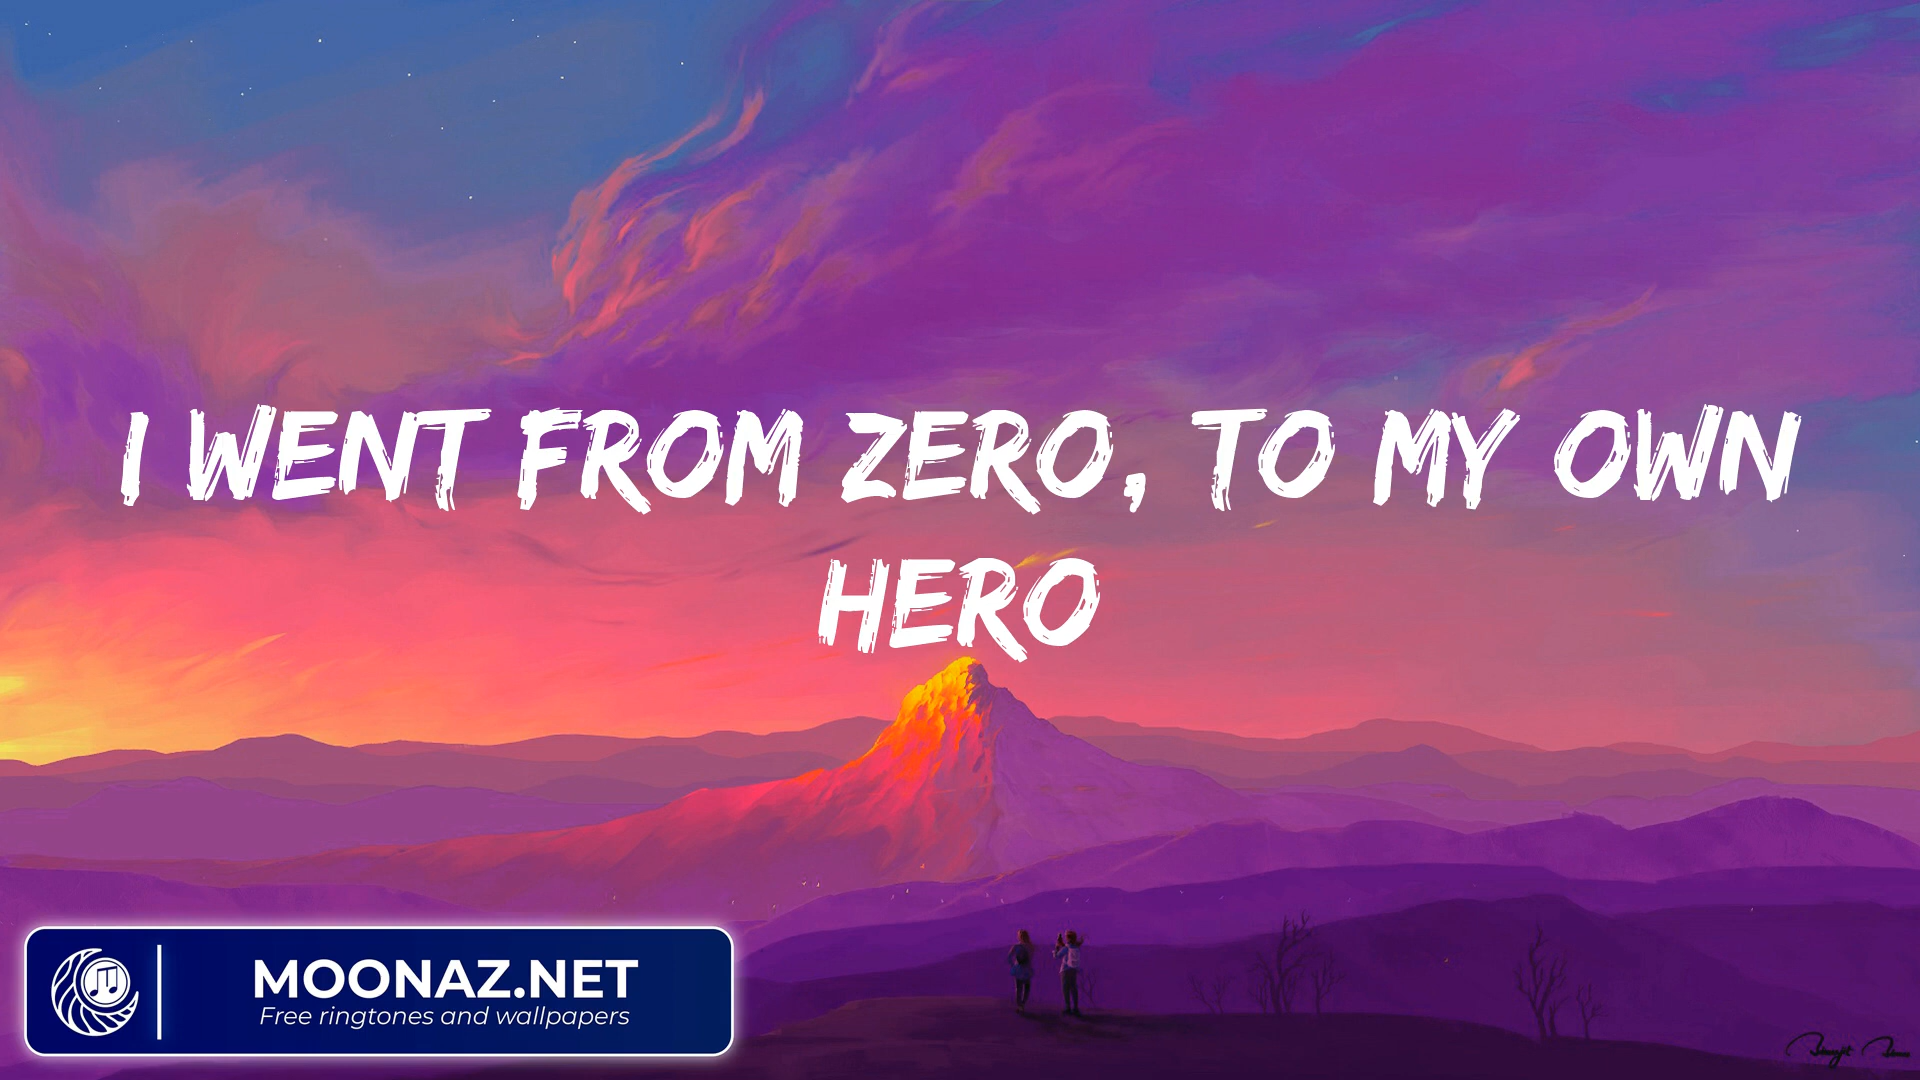 I WENT FROM ZERO, TO MY OWN
HERO
MOONAZ.NET
Free ringtones and wallpapers